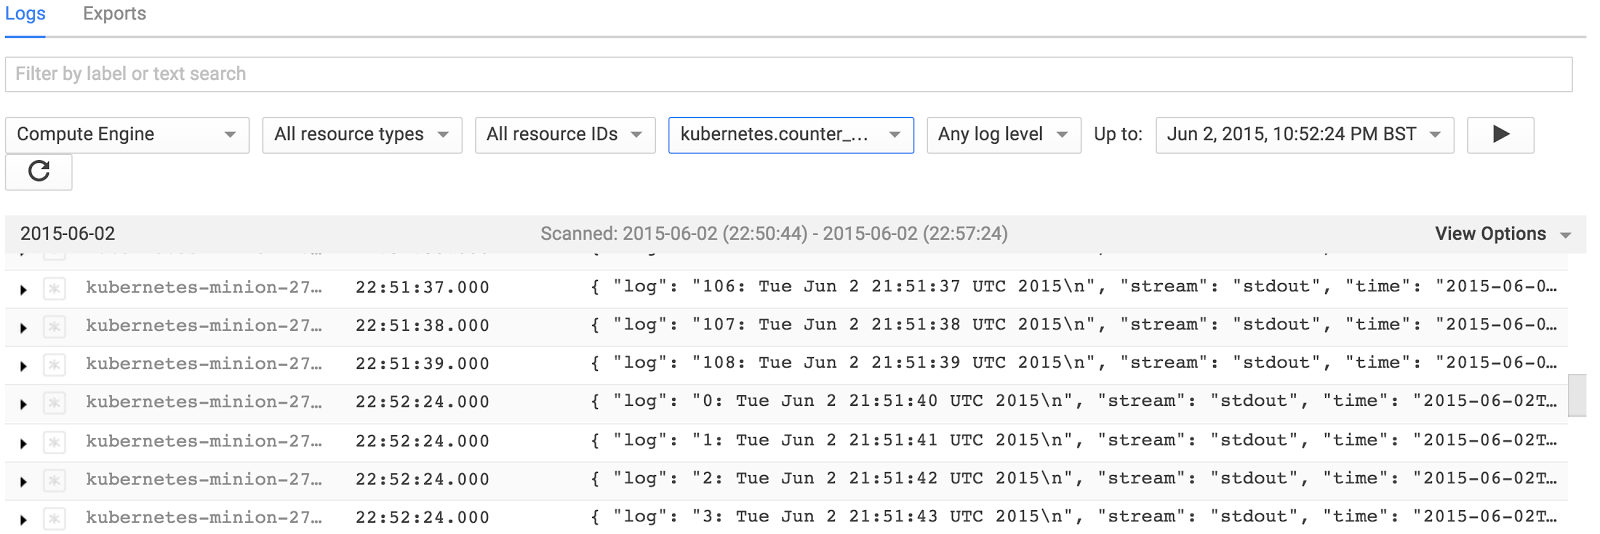 Logs Exports
Filter by label or text search
Compute Engine All resource types All resource IDs kubernetes.counter_... Any log level Up to: Jun 2, 2015, 10:52:24 PM BST
2015-06-02 Scanned: 2015-06-02 (22:50:44) - 2015-06-02 (22:57:24) View Options
kubernetes-minion-27… 22:51:37.000 { "log": "106: Tue Jun 2 21:51:37 UTC 2015\n", "stream": "stdout", "time": "2015-06-0…
kubernetes-minion-27… 22:51:38.000 { "log": "107: Tue Jun 2 21:51:38 UTC 2015\n", "stream": "stdout", "time": "2015-06-0…
kubernetes-minion-27… 22:51:39.000 { "log": "108: Tue Jun 2 21:51:39 UTC 2015\n", "stream": "stdout", "time": "2015-06-0…
kubernetes-minion-27… 22:52:24.000 { "log": "0: Tue Jun 2 21:51:40 UTC 2015\n", "stream": "stdout", "time": "2015-06-02T…
kubernetes-minion-27… 22:52:24.000 { "log": "1: Tue Jun 2 21:51:41 UTC 2015\n", "stream": "stdout", "time": "2015-06-02T…
kubernetes-minion-27… 22:52:24.000 { "log": "2: Tue Jun 2 21:51:42 UTC 2015\n", "stream": "stdout", "time": "2015-06-02T…
kubernetes-minion-27… 22:52:24.000 { "log": "3: Tue Jun 2 21:51:43 UTC 2015\n", "stream": "stdout", "time": "2015-06-02T…